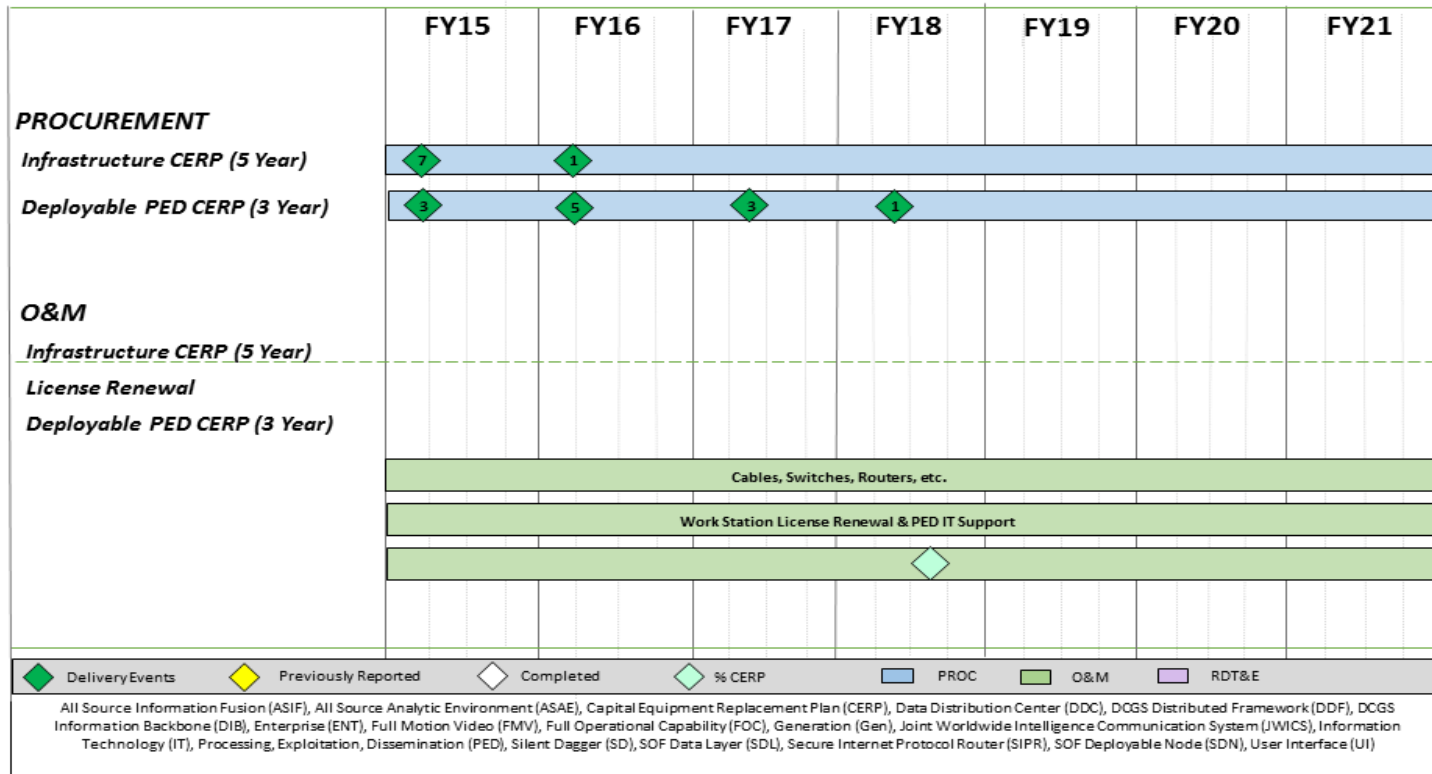 FY15 FY16 FY17 FY18 FY19 FY20 FY21
PROCUREMENT
Infrastructure CERP (5 Year) 7 1
Deployable PED CERP (3 Year) 3 5 3 1
O&M
Infrastructure CERP (5 Year)
License Renewal
Deployable PED CERP (3 Year)
Cables, Switches, Routers, etc.
Work Station License Renewal & PED IT Support
Delivery Events Previously Reported Completed % CERP PROC O&M RDT&E
All Source Information Fusion (ASIF), All Source Analytic Environment (ASAE), Capital Equipment Replacement Plan (CERP), Data Distribution Center (DDC), DCGS Distributed Framework (DDF), DCGS
Information Backbone (DIB), Enterprise (ENT), Full Motion Video (FMV), Full Operational Capability (FOC), Generation (Gen), Joint Worldwide Intelligence Communication System (JWICS), Information
Technology (IT), Processing, Exploitation, Dissemination (PED), Silent Dagger (SD), SOF Data Layer (SDL), Secure Internet Protocol Router (SIPR), SOF Deployable Node (SDN), User Interface (UI)